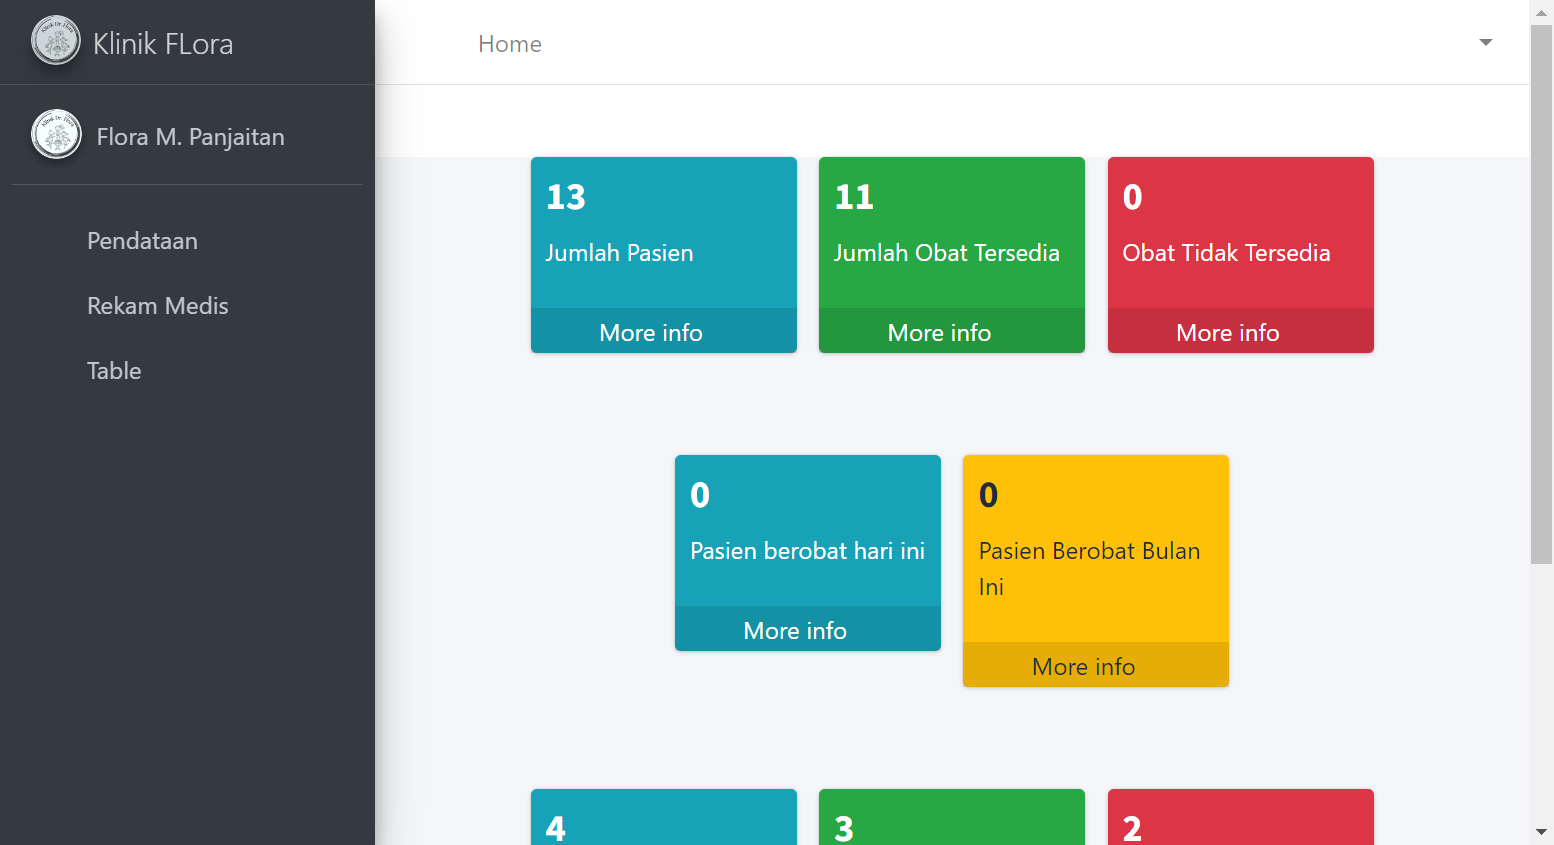 Klinik FLora
Home
Flora M. Panjaitan
Pendataan
Rekam Medis
Table
13
Jumlah Pasien
More info
11
Jumlah Obat Tersedia
More info
0
Obat Tidak Tersedia
More info
0
Pasien berobat hari ini
More info
0
Pasien Berobat Bulan
Ini
More info
4
3
2